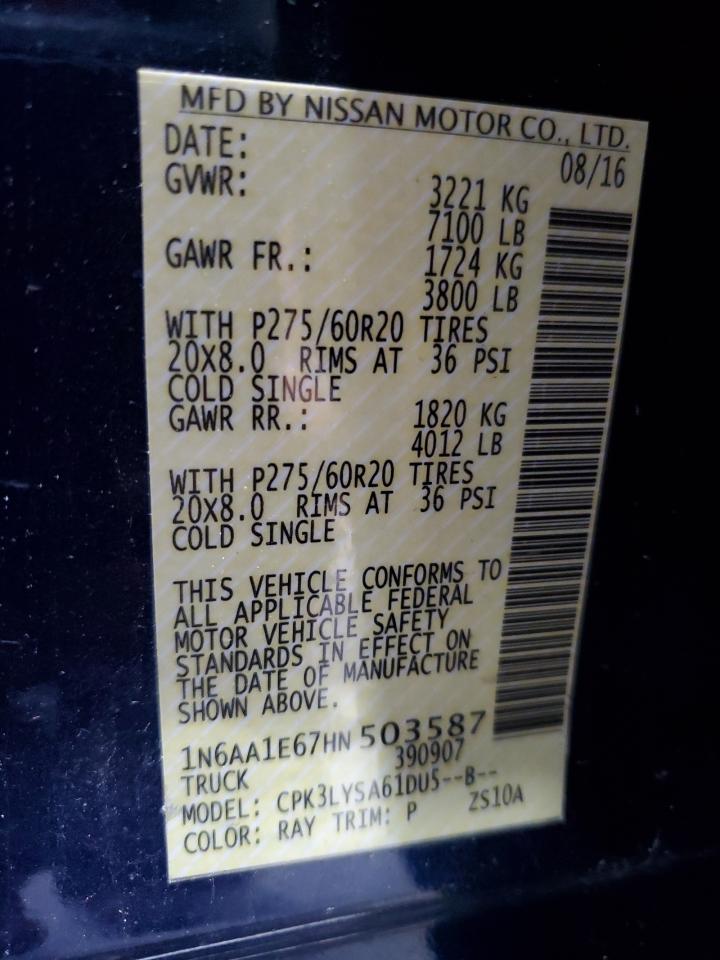 MFD BY NISSAN MOTOR CO., LTD.
DATE: 08/16
GVWR: 3221 KG
7100 LB
GAWR FR.: 1724 KG
3800 LB
WITH P275/60R20 TIRES
20X8.0 RIMS AT 36 PSI
COLD SINGLE
GAWR RR.: 1820 KG
4012 LB
WITH P275/60R20 TIRES
20X8.0 RIMS AT 36 PSI
COLD SINGLE
THIS VEHICLE CONFORMS TO
ALL APPLICABLE FEDERAL
MOTOR VEHICLE SAFETY
STANDARDS IN EFFECT ON
THE DATE OF MANUFACTURE
SHOWN ABOVE.
1N6AA1E67HN 503587
TRUCK 390907
MODEL: CPK3LYSA61DU5--B--
COLOR: RAY TRIM: P ZS10A